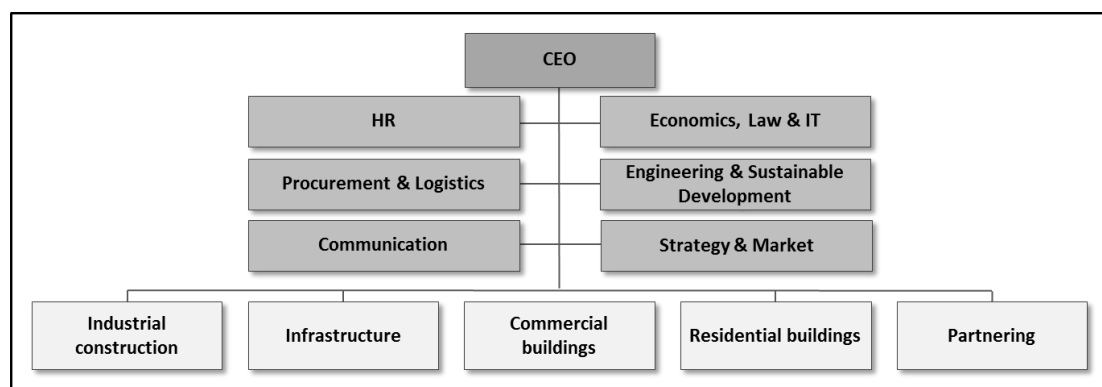 CEO
HR
Economics, Law & IT
Procurement & Logistics
Engineering & Sustainable
Development
Communication
Strategy & Market
Industrial
construction
Infrastructure
Commercial
buildings
Residential buildings
Partnering